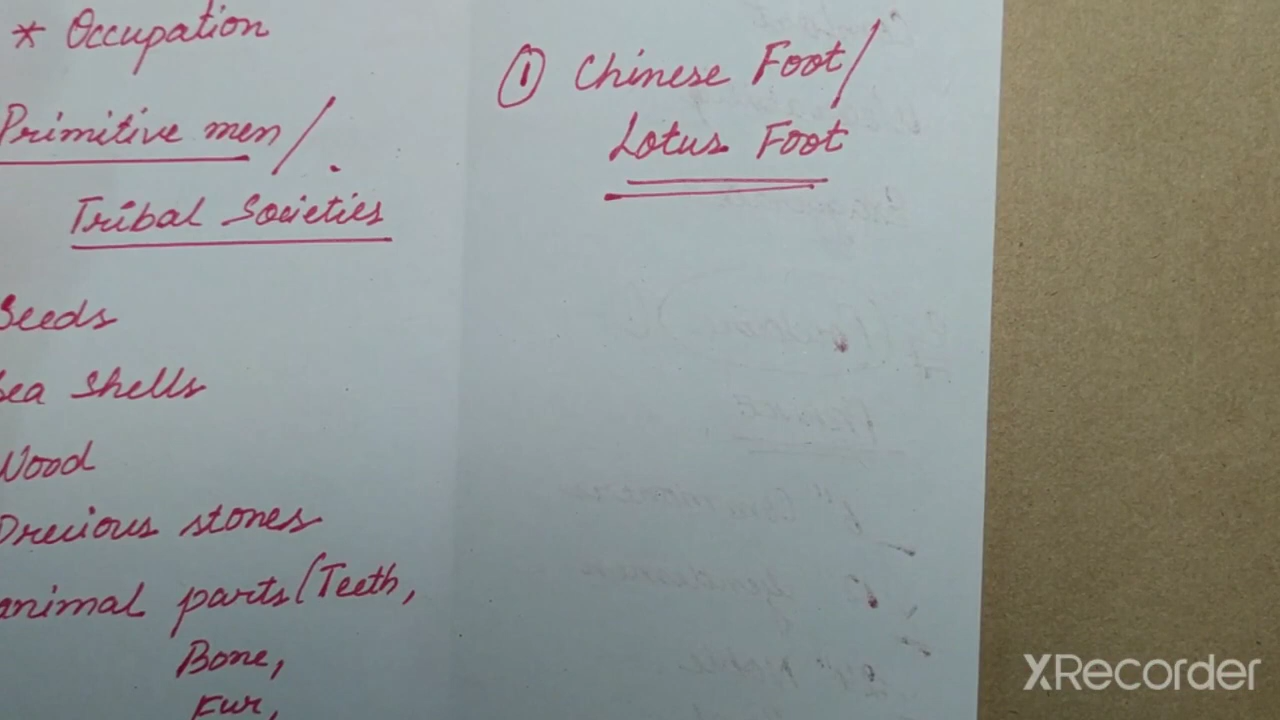 * Occupation
Primitive men /.
Tribal Societies
Seeds
Sea Shells
Wood
Precious stones
animal parts (Teeth,
Bone,
Fur,
① Chinese Foot /
Lotus Foot
XRecorder